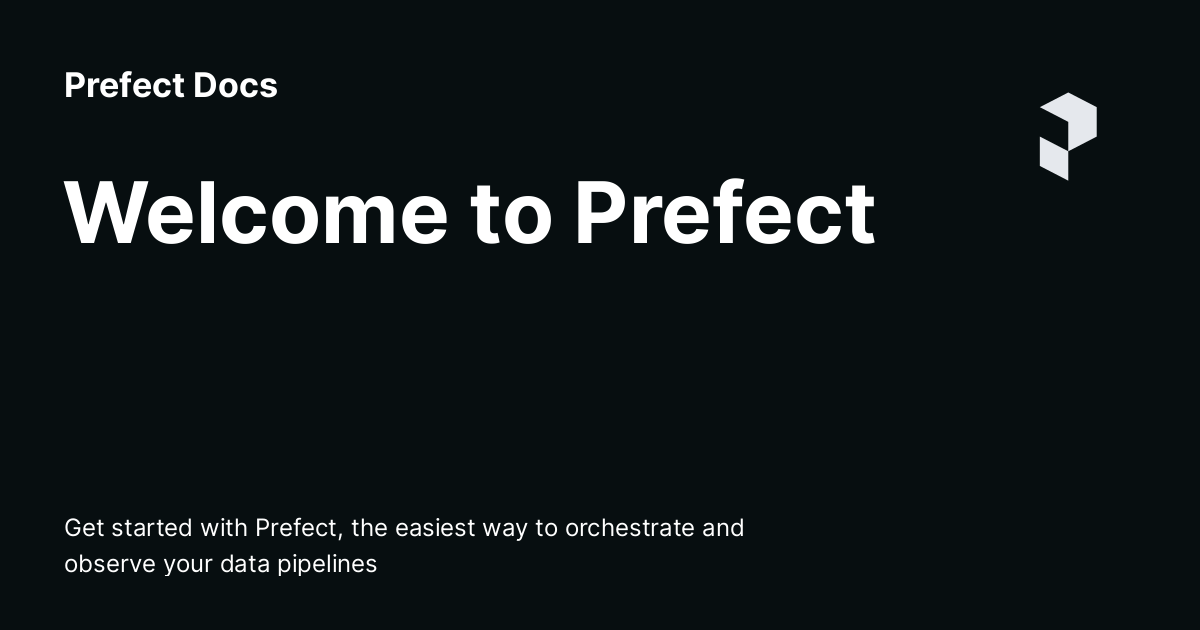 Prefect Docs
Welcome to Prefect
Get started with Prefect, the easiest way to orchestrate and
observe your data pipelines